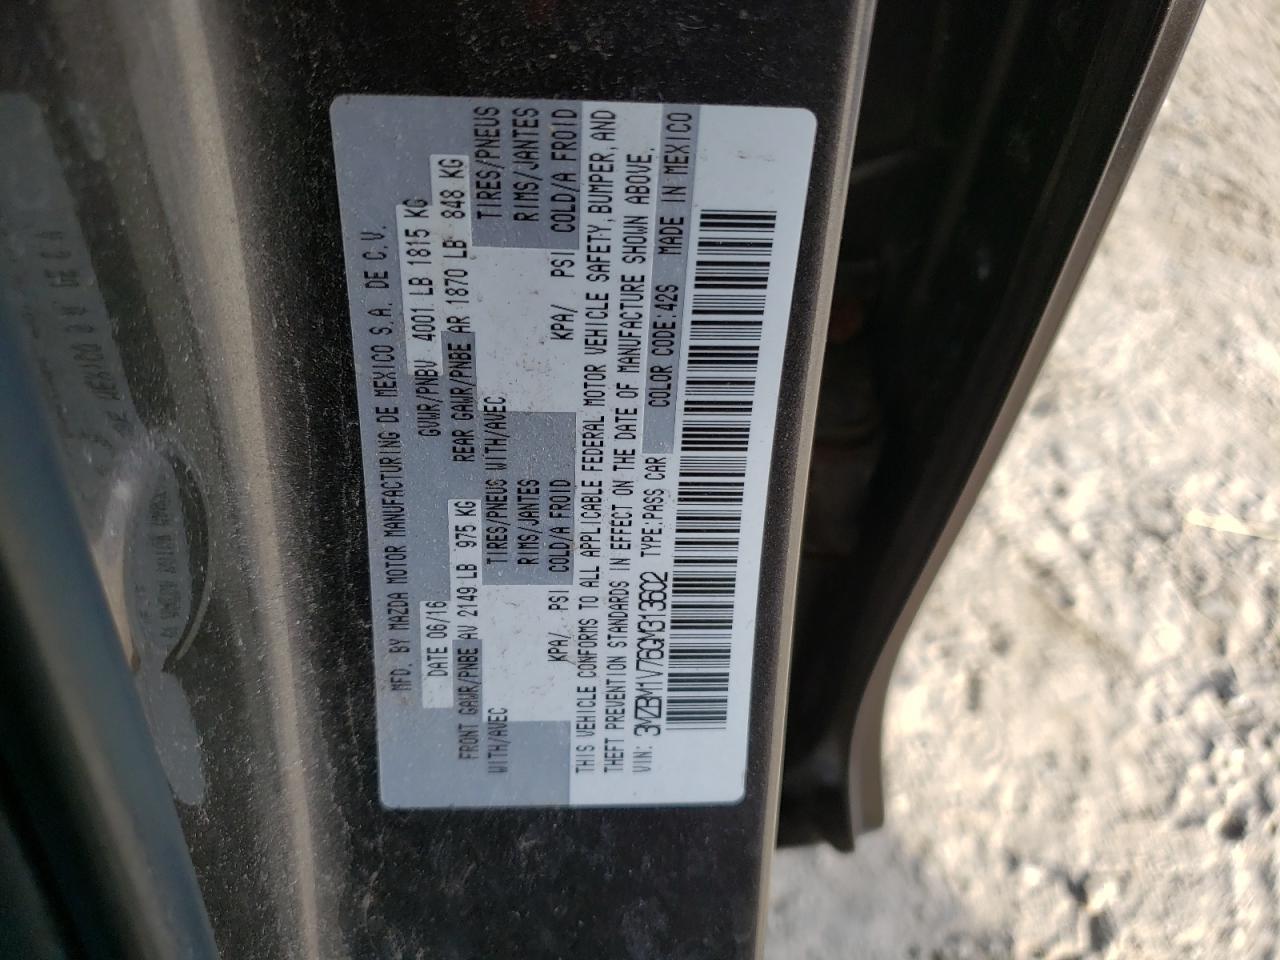 MFD. BY MAZDA MOTOR MANUFACTURING DE MEXICO S.A. DE C.V.
DATE 06/16 GVWR/PNBV 4001 LB 1815 KG
FRONT GAWR/PNBE AV 2149 LB 975 KG REAR GAWR/PNBE AR 1870 LB 848 KG
WITH/AVEC TIRES/PNEUS WITH/AVEC TIRES/PNEUS
RIMS/JANTES RIMS/JANTES
KPA/ PSI COLD/A FROID KPA/ PSI COLD/A FROID
THIS VEHICLE CONFORMS TO ALL APPLICABLE FEDERAL MOTOR VEHICLE SAFETY, BUMPER, AND
THEFT PREVENTION STANDARDS IN EFFECT ON THE DATE OF MANUFACTURE SHOWN ABOVE.
VIN: 3MZBM1V76GM313602 TYPE:PASS CAR COLOR CODE:42S MADE IN MEXICO